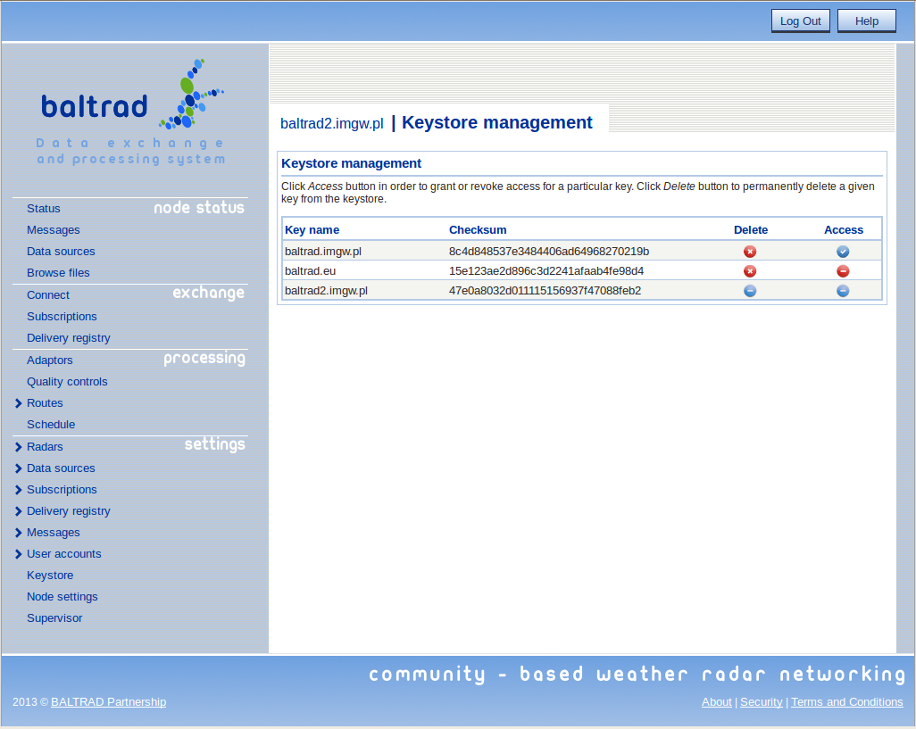 Log Out Help
baltrad
Data exchange
and processing system
baltrad2.imgw.pl | Keystore management
Keystore management
Click Access button in order to grant or revoke access for a particular key. Click Delete button to permanently delete a given
key from the keystore.
Key name Checksum Delete Access
baltrad.imgw.pl 8c4d848537e3484406ad64968270219b
baltrad.eu 15e123ae2d896c3d2241afaab4fe98d4
baltrad2.imgw.pl 47e0a8032d011115156937f47088feb2
node status
Status
Messages
Data sources
Browse files
exchange
Connect
Subscriptions
Delivery registry
processing
Adaptors
Quality controls
Routes
Schedule
settings
Radars
Data sources
Subscriptions
Delivery registry
Messages
User accounts
Keystore
Node settings
Supervisor
community - based weather radar networking
2013 © BALTRAD Partnership
About | Security | Terms and Conditions